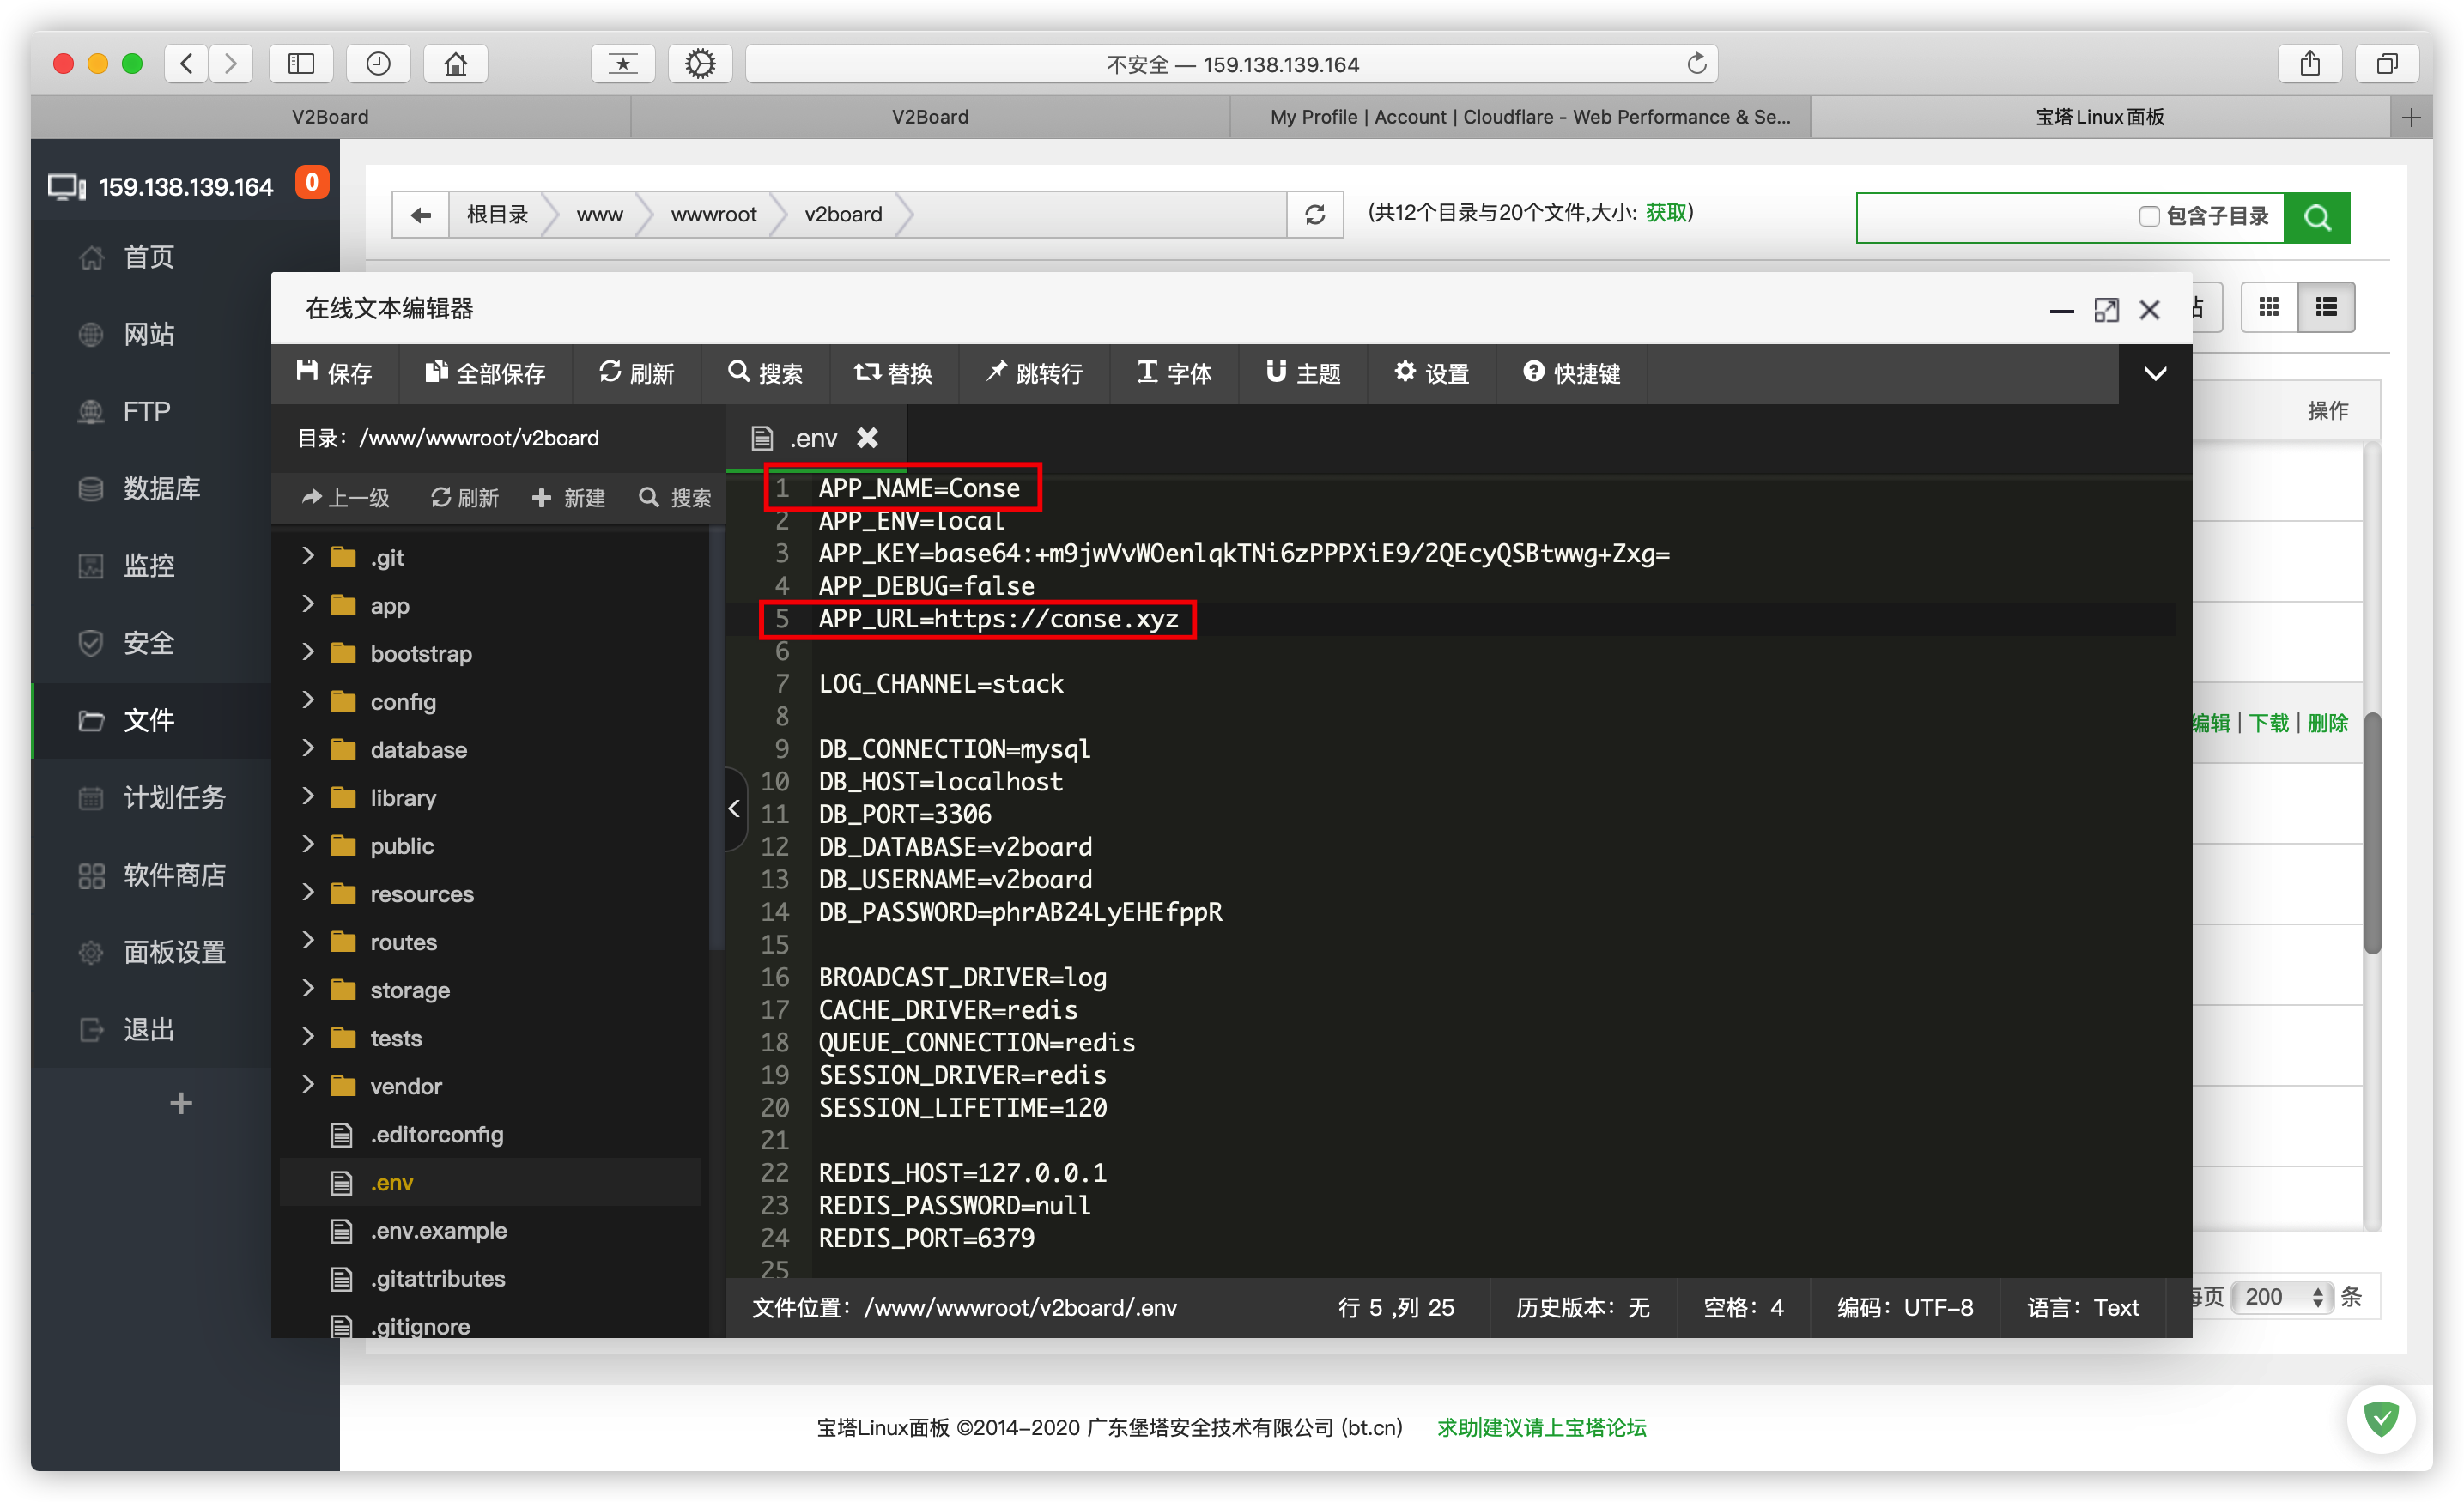 不安全 — 159.138.139.164
V2Board
V2Board
My Profile | Account | Cloudflare - Web Performance & Se...
宝塔Linux面板
159.138.139.164
0
根目录
www
wwwroot
v2board
(共12个目录与20个文件,大小: 获取)
包含子目录
首页
网站
FTP
数据库
监控
安全
文件
计划任务
软件商店
面板设置
退出
在线文本编辑器
保存
全部保存
刷新
搜索
替换
跳转行
字体
主题
设置
快捷键
操作
目录: /www/wwwroot/v2board
.env
上一级
刷新
新建
搜索
.git
app
bootstrap
config
database
library
public
resources
routes
storage
tests
vendor
.editorconfig
.env
.env.example
.gitattributes
.gitignore
1 APP_NAME=Conse
2 APP_ENV=local
3 APP_KEY=base64:+m9jwVvWOenlqkTNi6zPPPXiE9/2QEcyQSBtwwg+Zxg=
4 APP_DEBUG=false
5 APP_URL=https://conse.xyz
6
7 LOG_CHANNEL=stack
8
9 DB_CONNECTION=mysql
10 DB_HOST=localhost
11 DB_PORT=3306
12 DB_DATABASE=v2board
13 DB_USERNAME=v2board
14 DB_PASSWORD=phrAB24LyEHEfppR
15
16 BROADCAST_DRIVER=log
17 CACHE_DRIVER=redis
18 QUEUE_CONNECTION=redis
19 SESSION_DRIVER=redis
20 SESSION_LIFETIME=120
21
22 REDIS_HOST=127.0.0.1
23 REDIS_PASSWORD=null
24 REDIS_PORT=6379
25
编辑 | 下载 | 删除
文件位置: /www/wwwroot/v2board/.env
行 5 ,列 25
历史版本: 无
空格: 4
编码: UTF-8
语言: Text
页 200 条
宝塔Linux面板 ©2014-2020 广东堡塔安全技术有限公司 (bt.cn)
求助|建议请上宝塔论坛